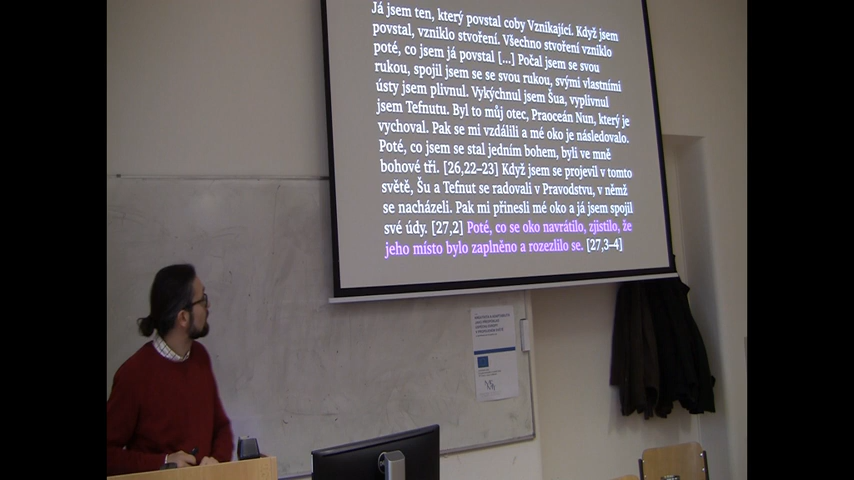 Já jsem ten, který povstal coby Vznikající. Když jsem
povstal, vzniklo stvoření. Všechno stvoření vzniklo
poté, co jsem já povstal [...] Počal jsem se svou
rukou, spojil jsem se se svou rukou, svými vlastními
ústy jsem plivnul. Vykýchnul jsem Šua, vyplivnul
jsem Tefnutu. Byl to můj otec, Praoceán Nun, který je
vychoval. Pak se mi vzdálili a mé oko je následovalo.
Poté, co jsem se stal jedním bohem, byli ve mně
bohové tři. [26,22–23] Když jsem se projevil v tomto
světě, Šu a Tefnut se radovali v Pravodstvu, v němž
se nacházeli. Pak mi přinesli mé oko a já jsem spojil
své údy. [27,2] Poté, co se oko navrátilo, zjistilo, že
jeho místo bylo zaplněno a rozezlilo se. [27,3–4]